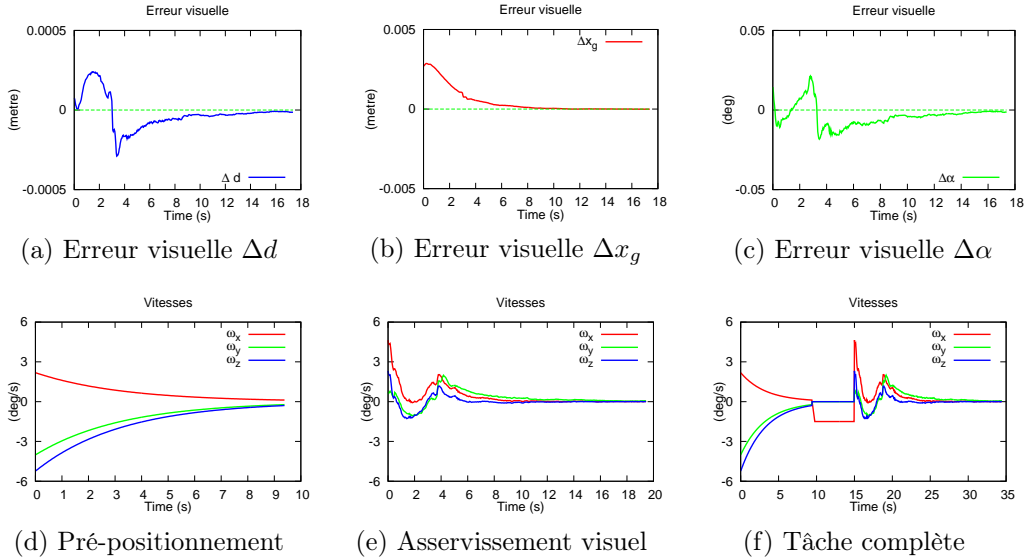 Erreur visuelle
0.0005
0
-0.0005
(metre)
Δ d
0 2 4 6 8 10 12 14 16 18
Time (s)
(a) Erreur visuelle Δd
Erreur visuelle
0.005
0
-0.005
(metre)
Δx_g
0 2 4 6 8 10 12 14 16 18
Time (s)
(b) Erreur visuelle Δx_g
Erreur visuelle
0.05
0
-0.05
(deg)
Δα
0 2 4 6 8 10 12 14 16 18
Time (s)
(c) Erreur visuelle Δα
Vitesses
6
3
0
-3
-6
(deg/s)
ω_x
ω_y
ω_z
0 1 2 3 4 5 6 7 8 9 10
Time (s)
(d) Pré-positionnement
Vitesses
6
3
0
-3
-6
(deg/s)
ω_x
ω_y
ω_z
0 2 4 6 8 10 12 14 16 18 20
Time (s)
(e) Asservissement visuel
Vitesses
6
3
0
-3
-6
(deg/s)
ω_x
ω_y
ω_z
0 5 10 15 20 25 30 35
Time (s)
(f) Tâche complète